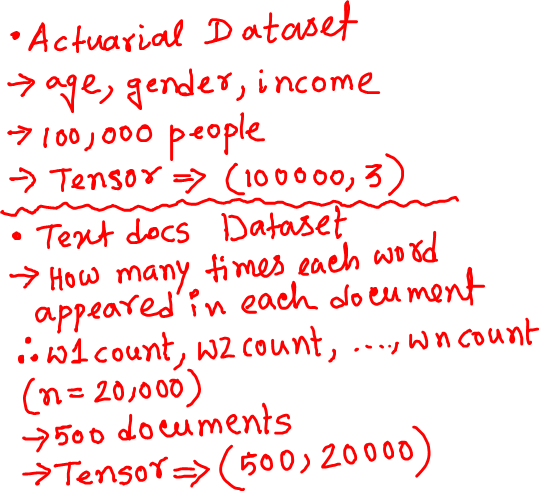 • Actuarial Dataset
→ age, gender, income
→ 100,000 people
→ Tensor ⇒ (100000, 3)
• Text docs Dataset
→ How many times each word
appeared in each document
∴ w1 count, w2 count, ...., wn count
(n = 20,000)
→ 500 documents
→ Tensor ⇒ (500, 20000)